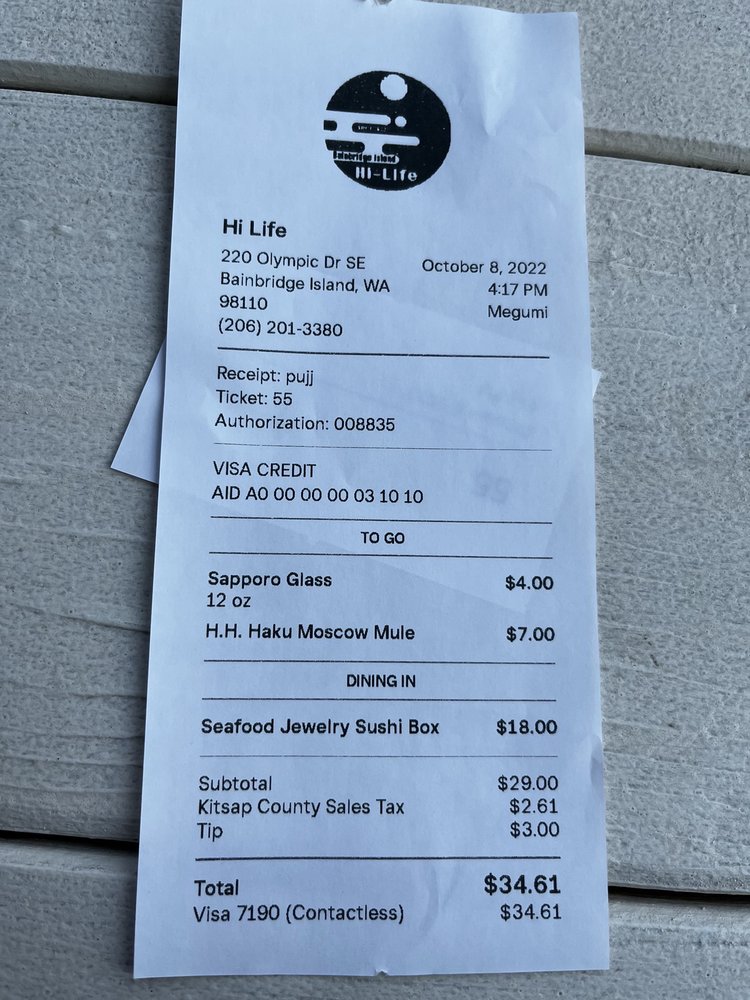 Bainbridge Island
Hi-Life
Hi Life
220 Olympic Dr SE
Bainbridge Island, WA
98110
(206) 201-3380
October 8, 2022
4:17 PM
Megumi
Receipt: pujj
Ticket: 55
Authorization: 008835
VISA CREDIT
AID A0 00 00 00 03 10 10
TO GO
Sapporo Glass $4.00
12 oz
H.H. Haku Moscow Mule $7.00
DINING IN
Seafood Jewelry Sushi Box $18.00
Subtotal $29.00
Kitsap County Sales Tax $2.61
Tip $3.00
Total $34.61
Visa 7190 (Contactless) $34.61